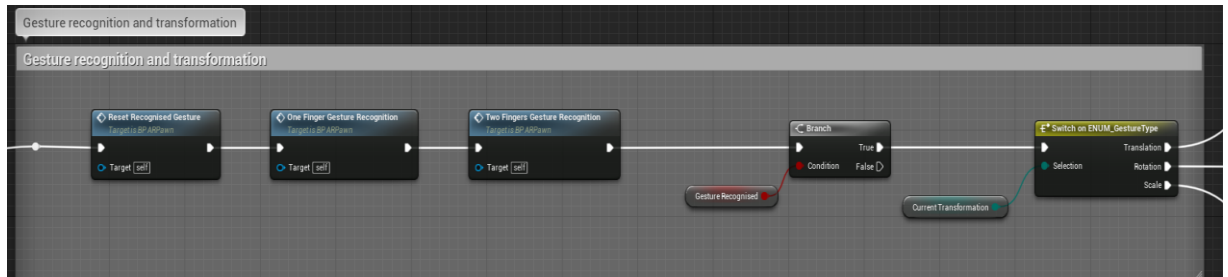 Gesture recognition and transformation
Gesture recognition and transformation
Reset Recognised Gesture
Target is BP ARPawn
Target self
One Finger Gesture Recognition
Target is BP ARPawn
Target self
Two Fingers Gesture Recognition
Target is BP ARPawn
Target self
Gesture Recognised
Branch
True
Condition
False
Current Transformation
Switch on ENUM_GestureType
Translation
Selection
Rotation
Scale